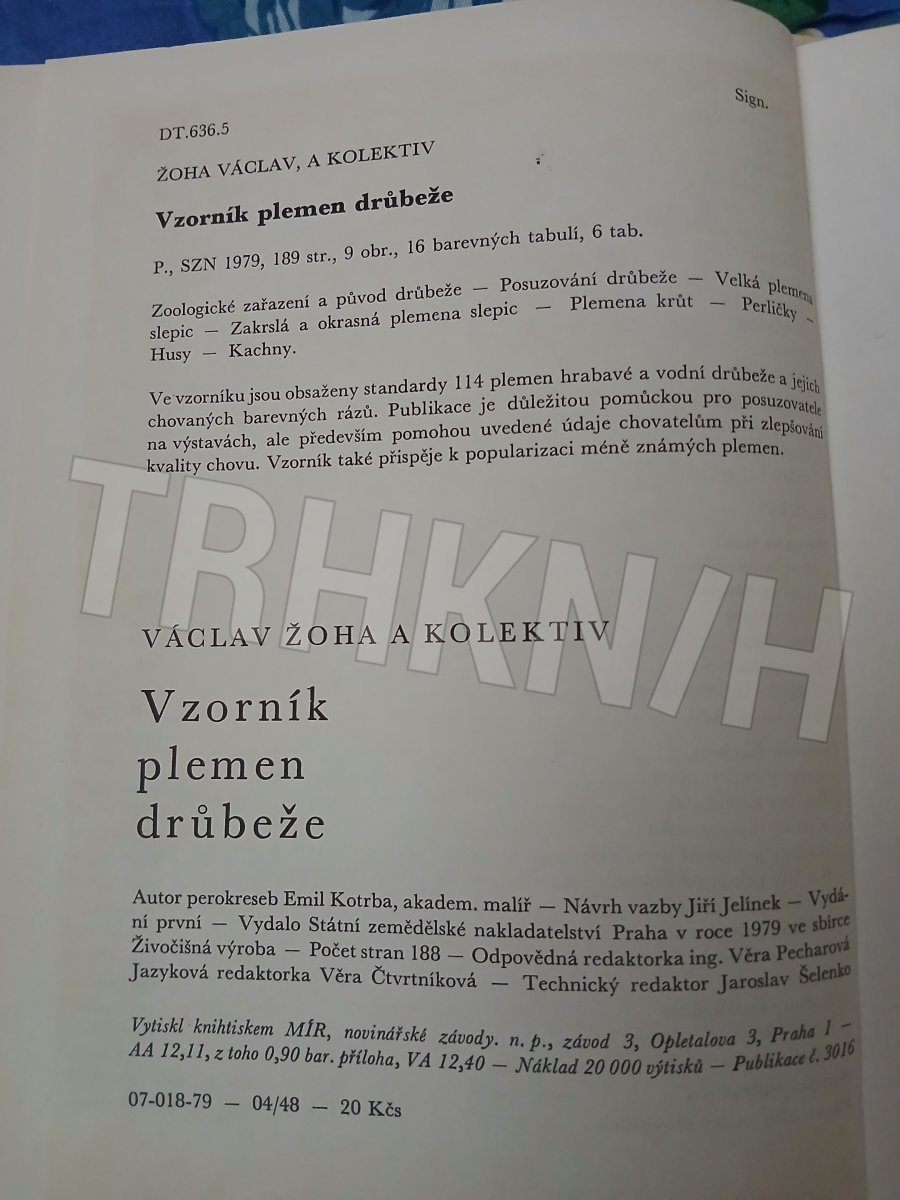 Sign.
DT.636.5
ŽOHA VÁCLAV, A KOLEKTIV
Vzorník plemen drůbeže
P., SZN 1979, 189 str., 9 obr., 16 barevných tabulí, 6 tab.
Zoologické zařazení a původ drůbeže — Posuzování drůbeže — Velká plemena
slepic — Zakrslá a okrasná plemena slepic — Plemena krůt — Perličky –
Husy — Kachny.
Ve vzorníku jsou obsaženy standardy 114 plemen hrabavé a vodní drůbeže a jejich
chovaných barevných rázů. Publikace je důležitou pomůckou pro posuzovatele
na výstavách, ale především pomohou uvedené údaje chovatelům při zlepšování
kvality chovu. Vzorník také přispěje k popularizaci méně známých plemen.
TRHKN/H
VÁCLAV ŽOHA A KOLEKTIV
Vzorník
plemen
drůbeže
Autor perokreseb Emil Kotrba, akadem. malíř — Návrh vazby Jiří Jelínek — Vydá-
ní první — Vydalo Státní zemědělské nakladatelství Praha v roce 1979 ve sbírce
Živočišná výroba — Počet stran 188 — Odpovědná redaktorka ing. Věra Pecharová
Jazyková redaktorka Věra Čtvrtníková — Technický redaktor Jaroslav Šelenko
Vytiskl knihtiskem MÍR, novinářské závody. n. p., závod 3, Opletalova 3, Praha 1 –
AA 12,11, z toho 0,90 bar. příloha, VA 12,40 — Náklad 20 000 výtisků — Publikace č. 3016
07-018-79 — 04/48 — 20 Kčs